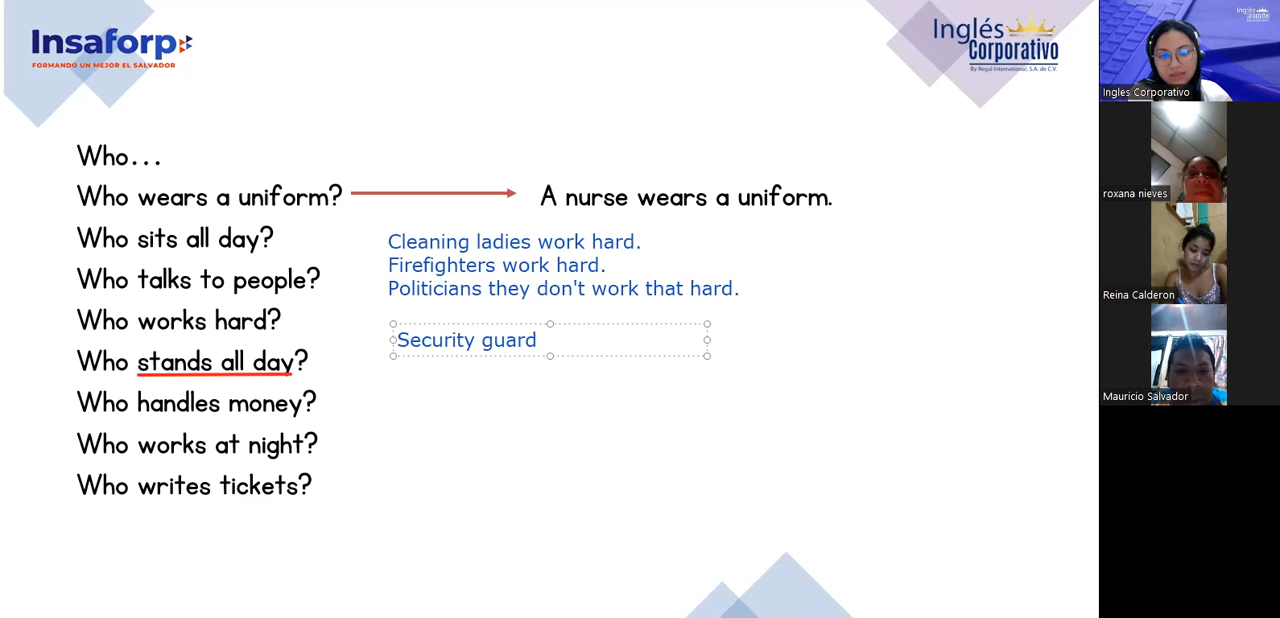 Insaforp
FORMANDO UN MEJOR EL SALVADOR
Inglés
Corporativo
By Regal International, S.A. de C.V.
Who...
Who wears a uniform?
A nurse wears a uniform.
Who sits all day?
Who talks to people?
Who works hard?
Who stands all day?
Who handles money?
Who works at night?
Who writes tickets?
Cleaning ladies work hard.
Firefighters work hard.
Politicians they don't work that hard.
Security guard
Inglés
Ingles Corporativo
roxana nieves
Reina Calderon
Mauricio Salvador